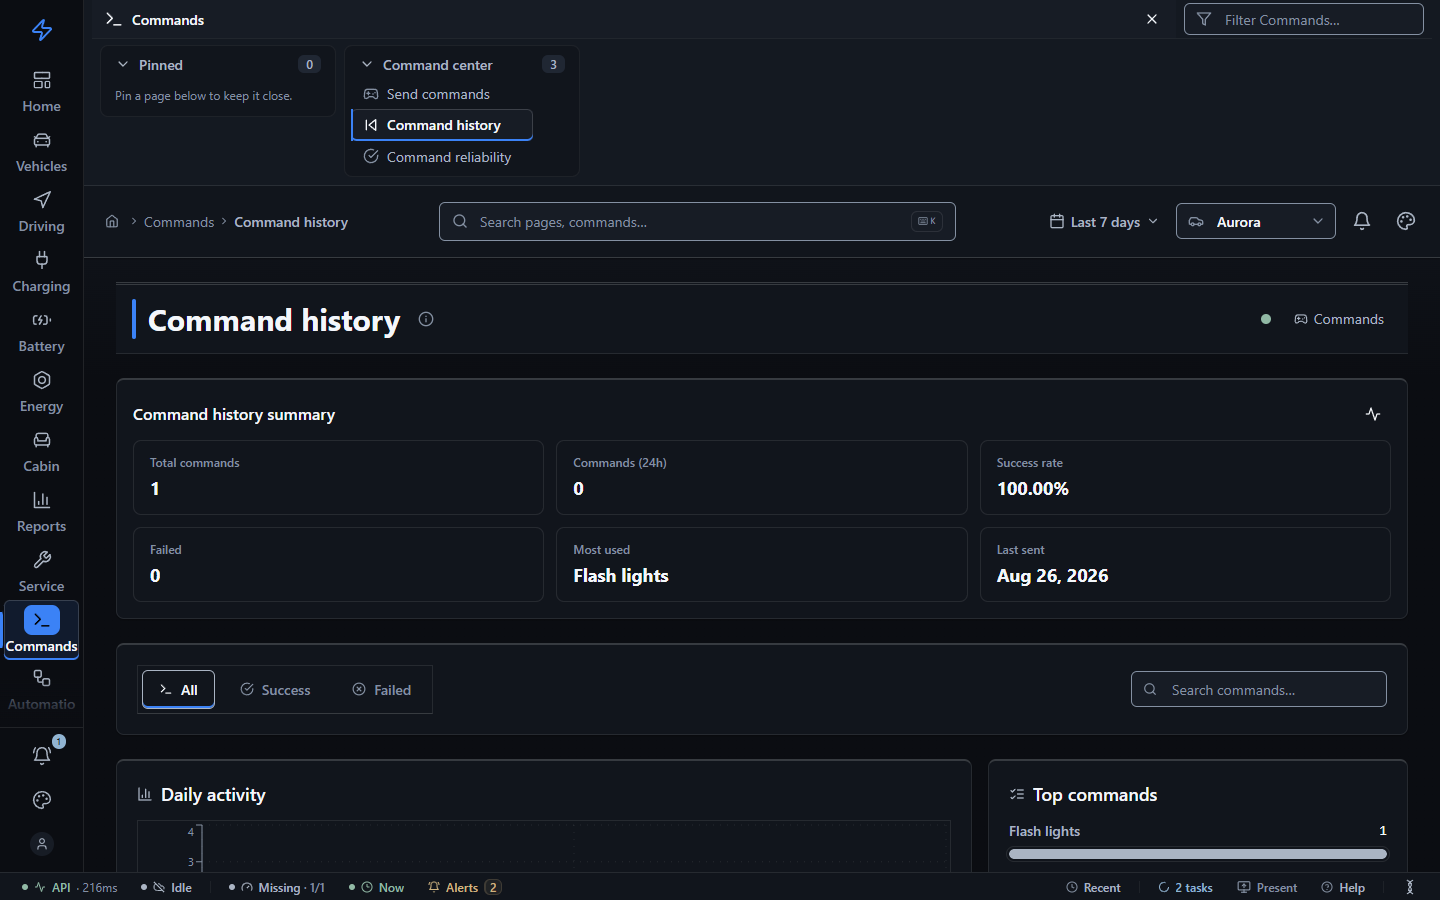 Commands
Filter Commands...
Home
Vehicles
Driving
Charging
Battery
Energy
Cabin
Reports
Service
Commands
Automatio
1
Pinned 0
Pin a page below to keep it close.
Command center 3
Send commands
Command history
Command reliability
Commands
Command history
Search pages, commands...
K
Last 7 days
Aurora
Command history
Commands
Command history summary
Total commands
1
Commands (24h)
0
Success rate
100.00%
Failed
0
Most used
Flash lights
Last sent
Aug 26, 2026
All
Success
Failed
Search commands...
Daily activity
4
3
Top commands
Flash lights 1
API · 216ms
Idle
Missing · 1/1
Now
Alerts 2
Recent
2 tasks
Present
Help